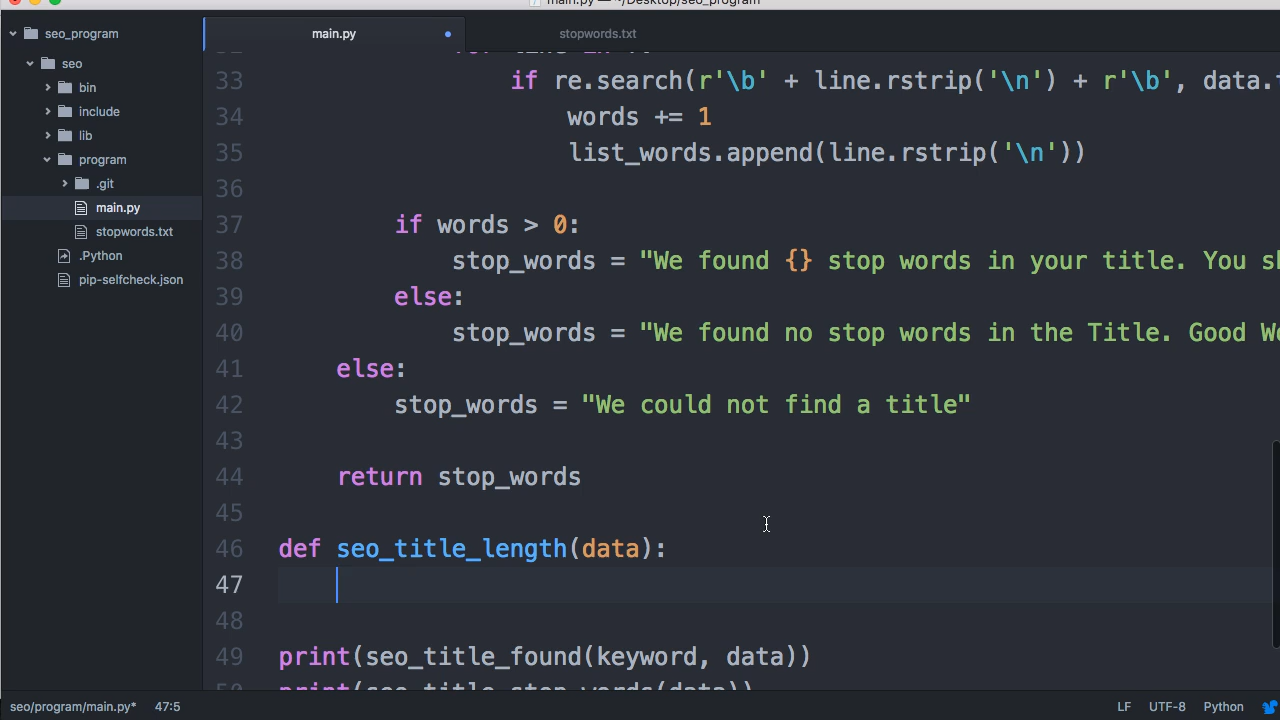 main.py — ~/Desktop/seo_program
seo_program
seo
bin
include
lib
program
.git
main.py
stopwords.txt
.Python
pip-selfcheck.json
main.py
stopwords.txt
33 if re.search(r'\b' + line.rstrip('\n') + r'\b', data.
34 words += 1
35 list_words.append(line.rstrip('\n'))
36
37 if words > 0:
38 stop_words = "We found {} stop words in your title. You
39 else:
40 stop_words = "We found no stop words in the Title. Good
41 else:
42 stop_words = "We could not find a title"
43
44 return stop_words
45
46 def seo_title_length(data):
47
48
49 print(seo_title_found(keyword, data))
50 print(seo_title_stop_words(data))
seo/program/main.py* 47:5
LF UTF-8 Python